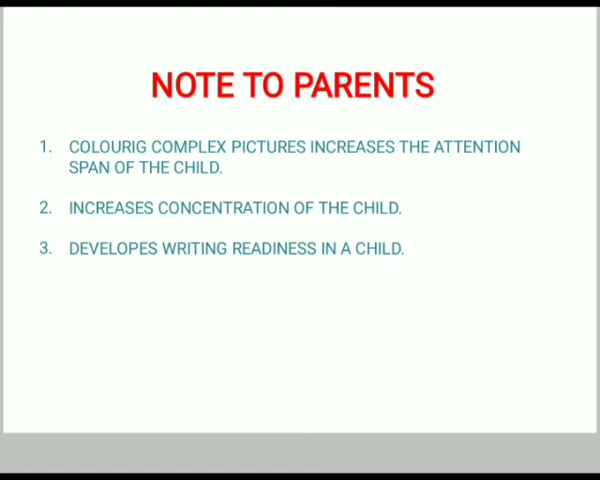 NOTE TO PARENTS
1. COLOURIG COMPLEX PICTURES INCREASES THE ATTENTION
SPAN OF THE CHILD.
2. INCREASES CONCENTRATION OF THE CHILD.
3. DEVELOPES WRITING READINESS IN A CHILD.